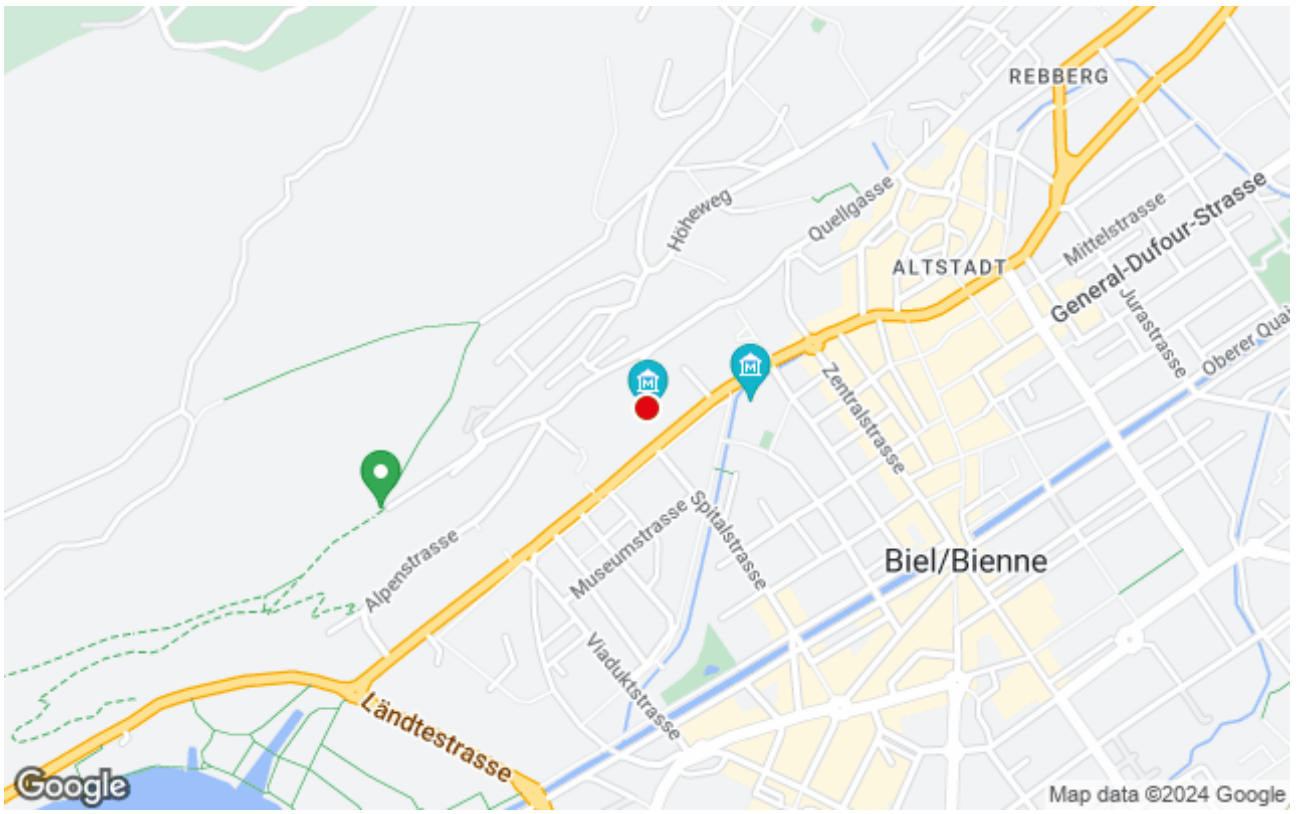 REBBERG
Höheweg
Quellgasse
Mittelstrasse
General-Dufour-Strasse
ALTSTADT
Jurastrasse
Oberer Quai
M
M
Zentralstrasse
Spitalstrasse
Museumstrasse
Alpenstrasse
Biel/Bienne
Viaduktstrasse
Ländtestrasse
Google
Map data ©2024 Google